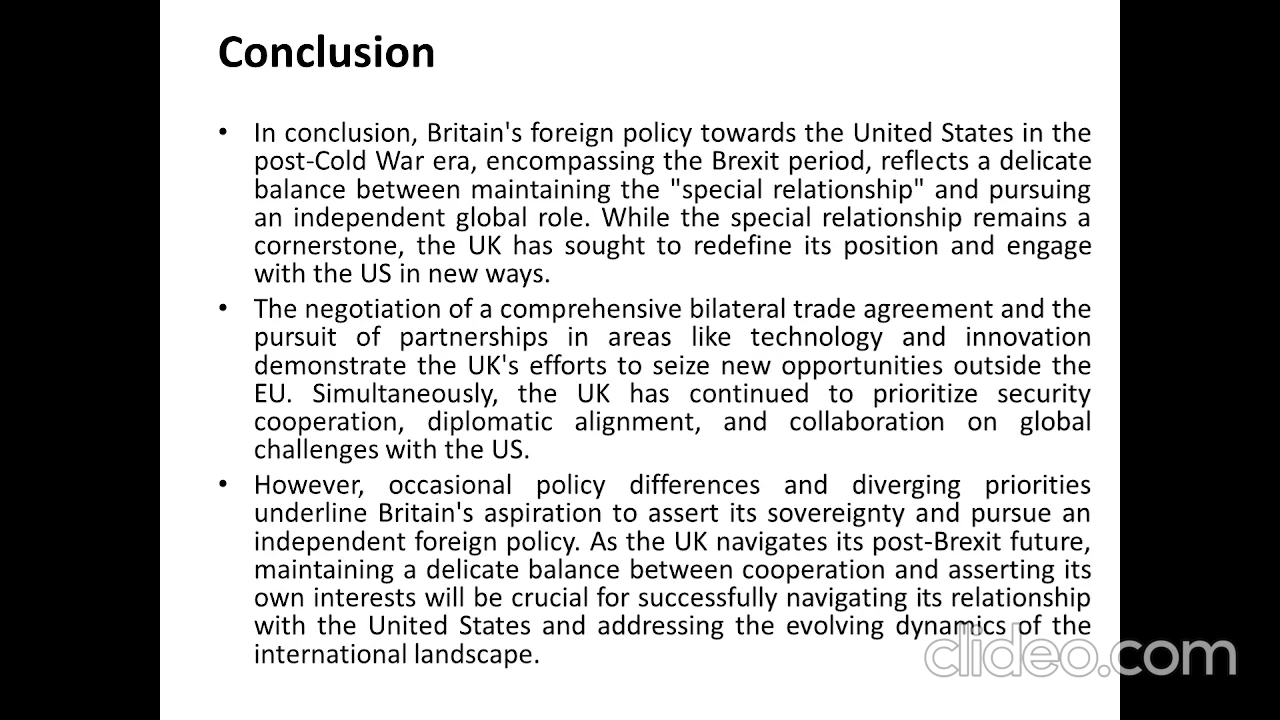 Conclusion
• In conclusion, Britain's foreign policy towards the United States in the
post-Cold War era, encompassing the Brexit period, reflects a delicate
balance between maintaining the "special relationship" and pursuing
an independent global role. While the special relationship remains a
cornerstone, the UK has sought to redefine its position and engage
with the US in new ways.
• The negotiation of a comprehensive bilateral trade agreement and the
pursuit of partnerships in areas like technology and innovation
demonstrate the UK's efforts to seize new opportunities outside the
EU. Simultaneously, the UK has continued to prioritize security
cooperation, diplomatic alignment, and collaboration on global
challenges with the US.
• However, occasional policy differences and diverging priorities
underline Britain's aspiration to assert its sovereignty and pursue an
independent foreign policy. As the UK navigates its post-Brexit future,
maintaining a delicate balance between cooperation and asserting its
own interests will be crucial for successfully navigating its relationship
with the United States and addressing the evolving dynamics of the
international landscape.
clideo.com